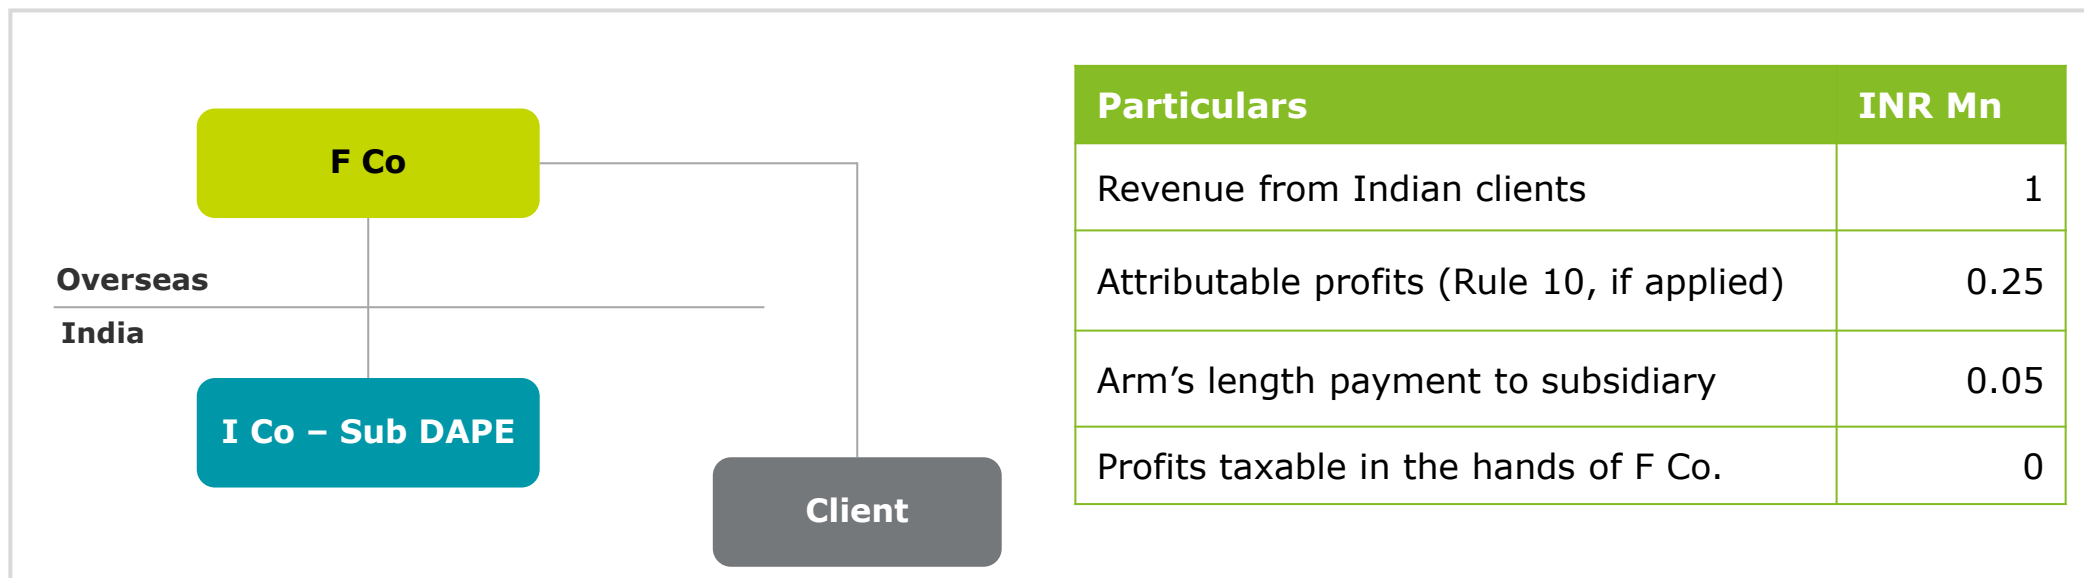 F Co
Overseas
India
I Co – Sub DAPE
Client
Particulars INR Mn
Revenue from Indian clients 1
Attributable profits (Rule 10, if applied) 0.25
Arm’s length payment to subsidiary 0.05
Profits taxable in the hands of F Co. 0